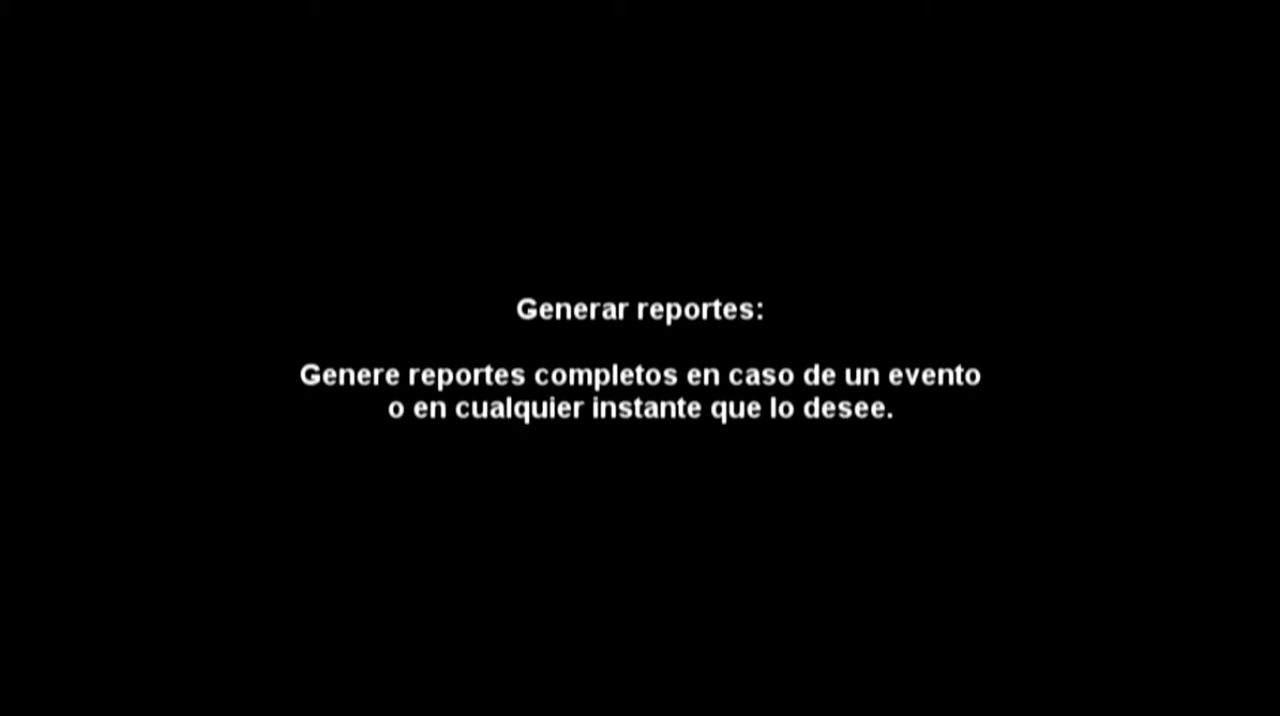 Generar reportes:
Genere reportes completos en caso de un evento
o en cualquier instante que lo desee.